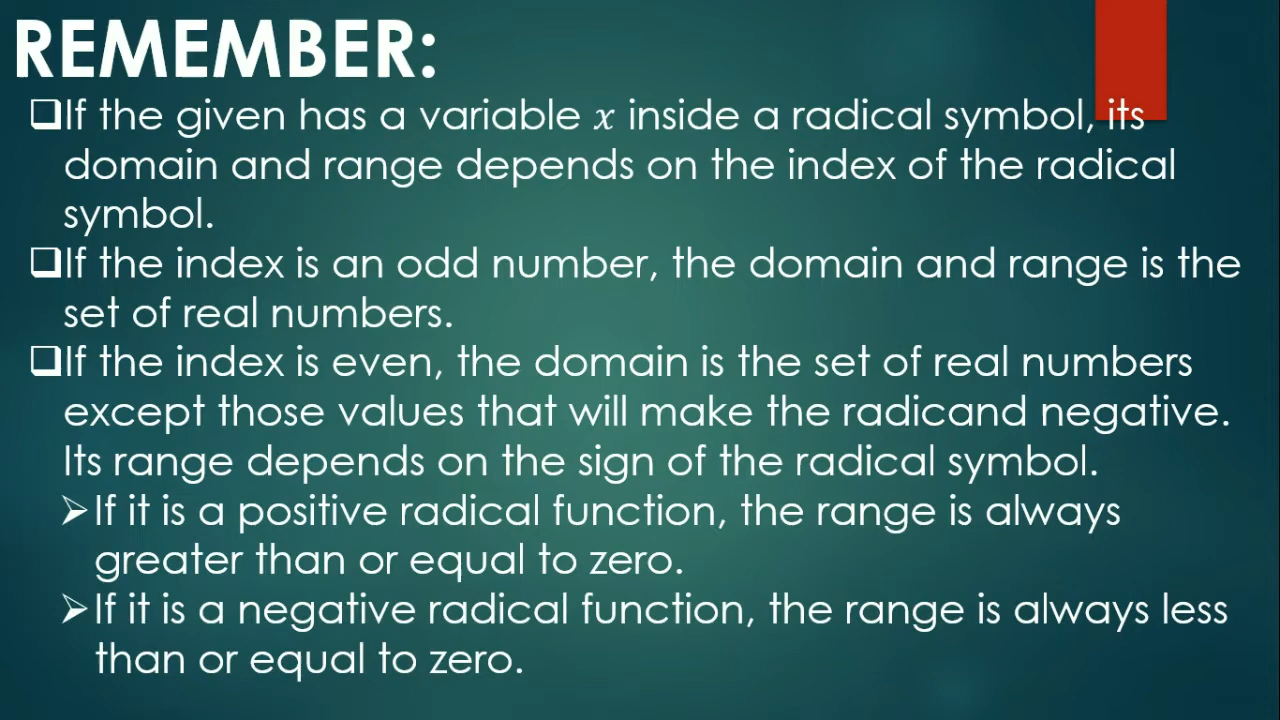 REMEMBER:
❑If the given has a variable x inside a radical symbol, its
domain and range depends on the index of the radical
symbol.
❑If the index is an odd number, the domain and range is the
set of real numbers.
❑If the index is even, the domain is the set of real numbers
except those values that will make the radicand negative.
Its range depends on the sign of the radical symbol.
➢If it is a positive radical function, the range is always
greater than or equal to zero.
➢If it is a negative radical function, the range is always less
than or equal to zero.